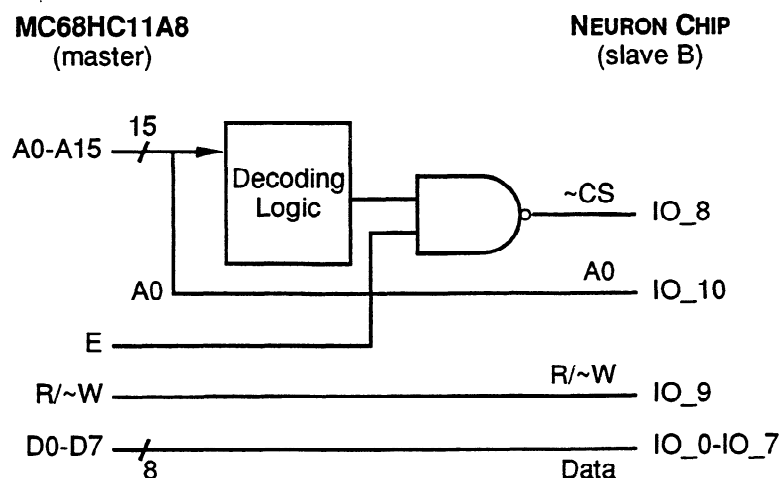 MC68HC11A8
(master)
NEURON CHIP
(slave B)
15
A0-A15
Decoding
Logic
~CS
IO_8
A0
A0
IO_10
E
R/~W
R/~W
IO_9
D0-D7
8
Data
IO_0-IO_7